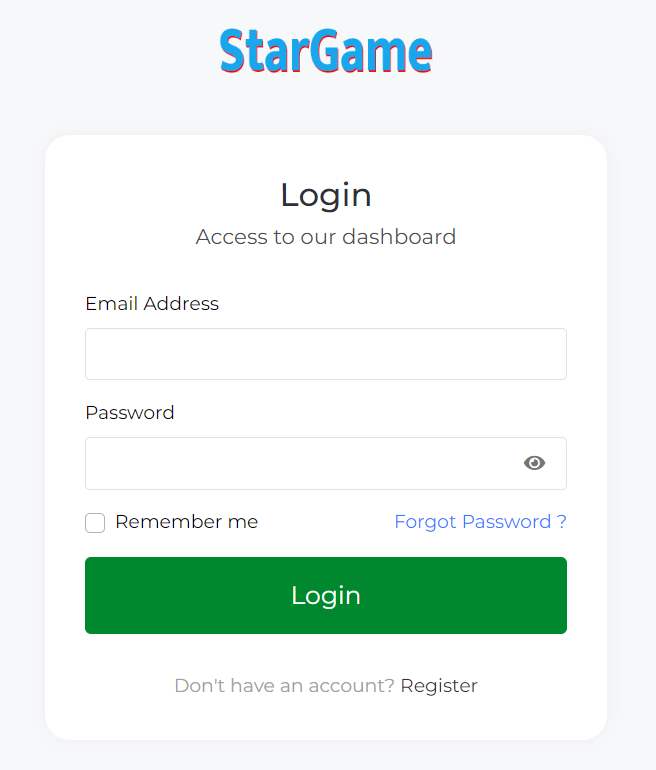 StarGame
Login
Access to our dashboard
Email Address
Password
Remember me
Forgot Password ?
Login
Don't have an account? Register